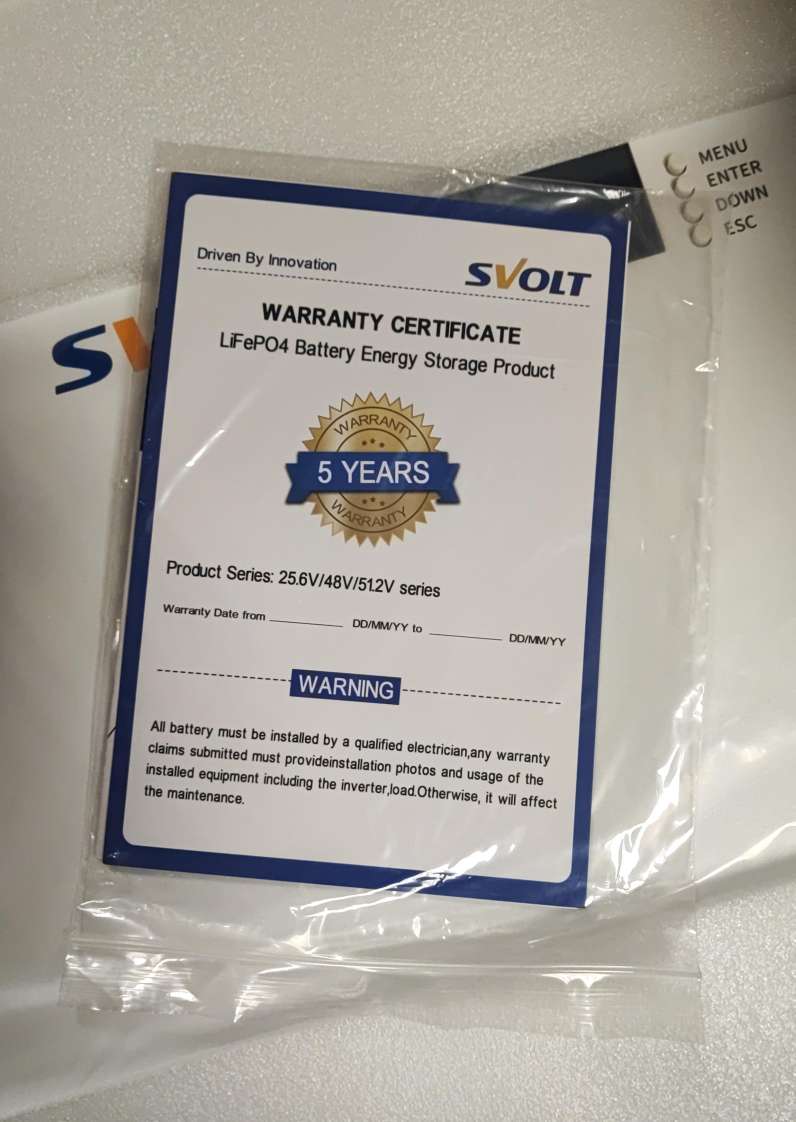 MENU
ENTER
DOWN
ESC
SV
Driven By Innovation
SVOLT
WARRANTY CERTIFICATE
LiFePO4 Battery Energy Storage Product
WARRANTY
5 YEARS
WARRANTY
Product Series: 25.6V/48V/51.2V series
Warranty Date from __________ DD/MM/YY to __________ DD/MM/YY
WARNING
All battery must be installed by a qualified electrician,any warranty
claims submitted must provideinstallation photos and usage of the
installed equipment including the inverter,load.Otherwise, it will affect
the maintenance.